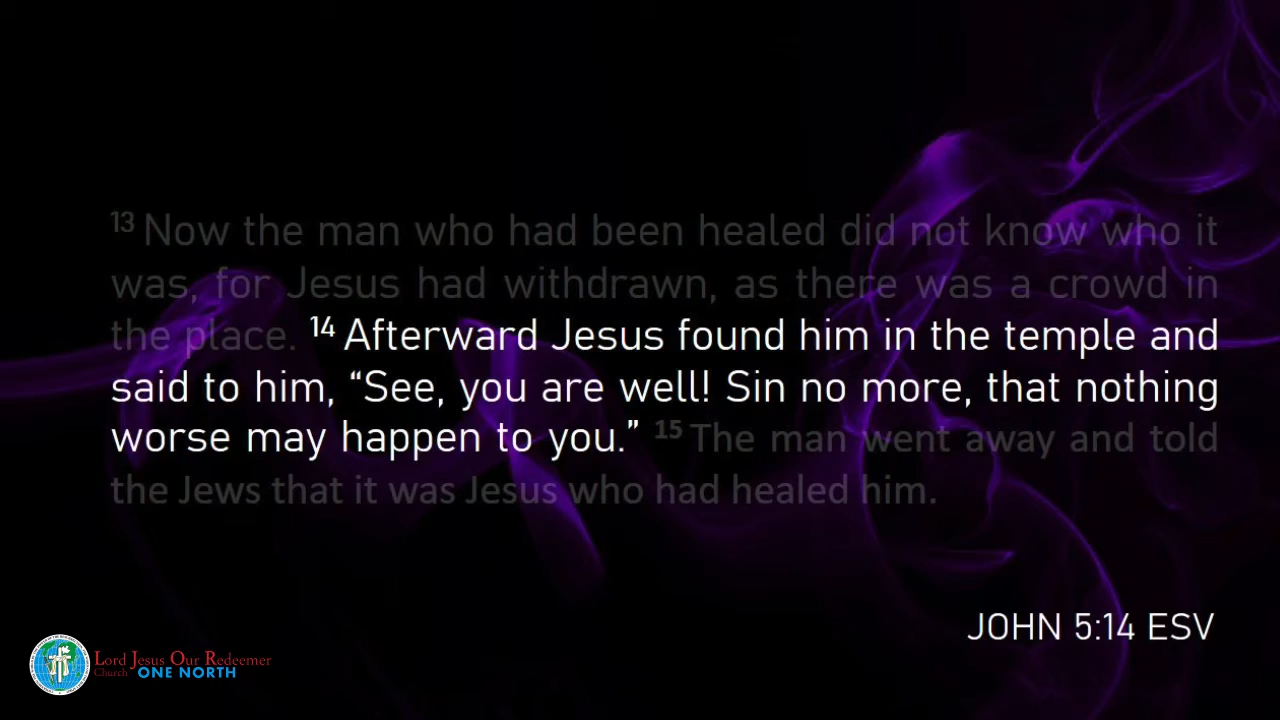 13 Now the man who had been healed did not know who it
was, for Jesus had withdrawn, as there was a crowd in
the place. 14 Afterward Jesus found him in the temple and
said to him, “See, you are well! Sin no more, that nothing
worse may happen to you.” 15 The man went away and told
the Jews that it was Jesus who had healed him.
JOHN 5:14 ESV
Lord Jesus Our Redeemer
Church, ONE NORTH